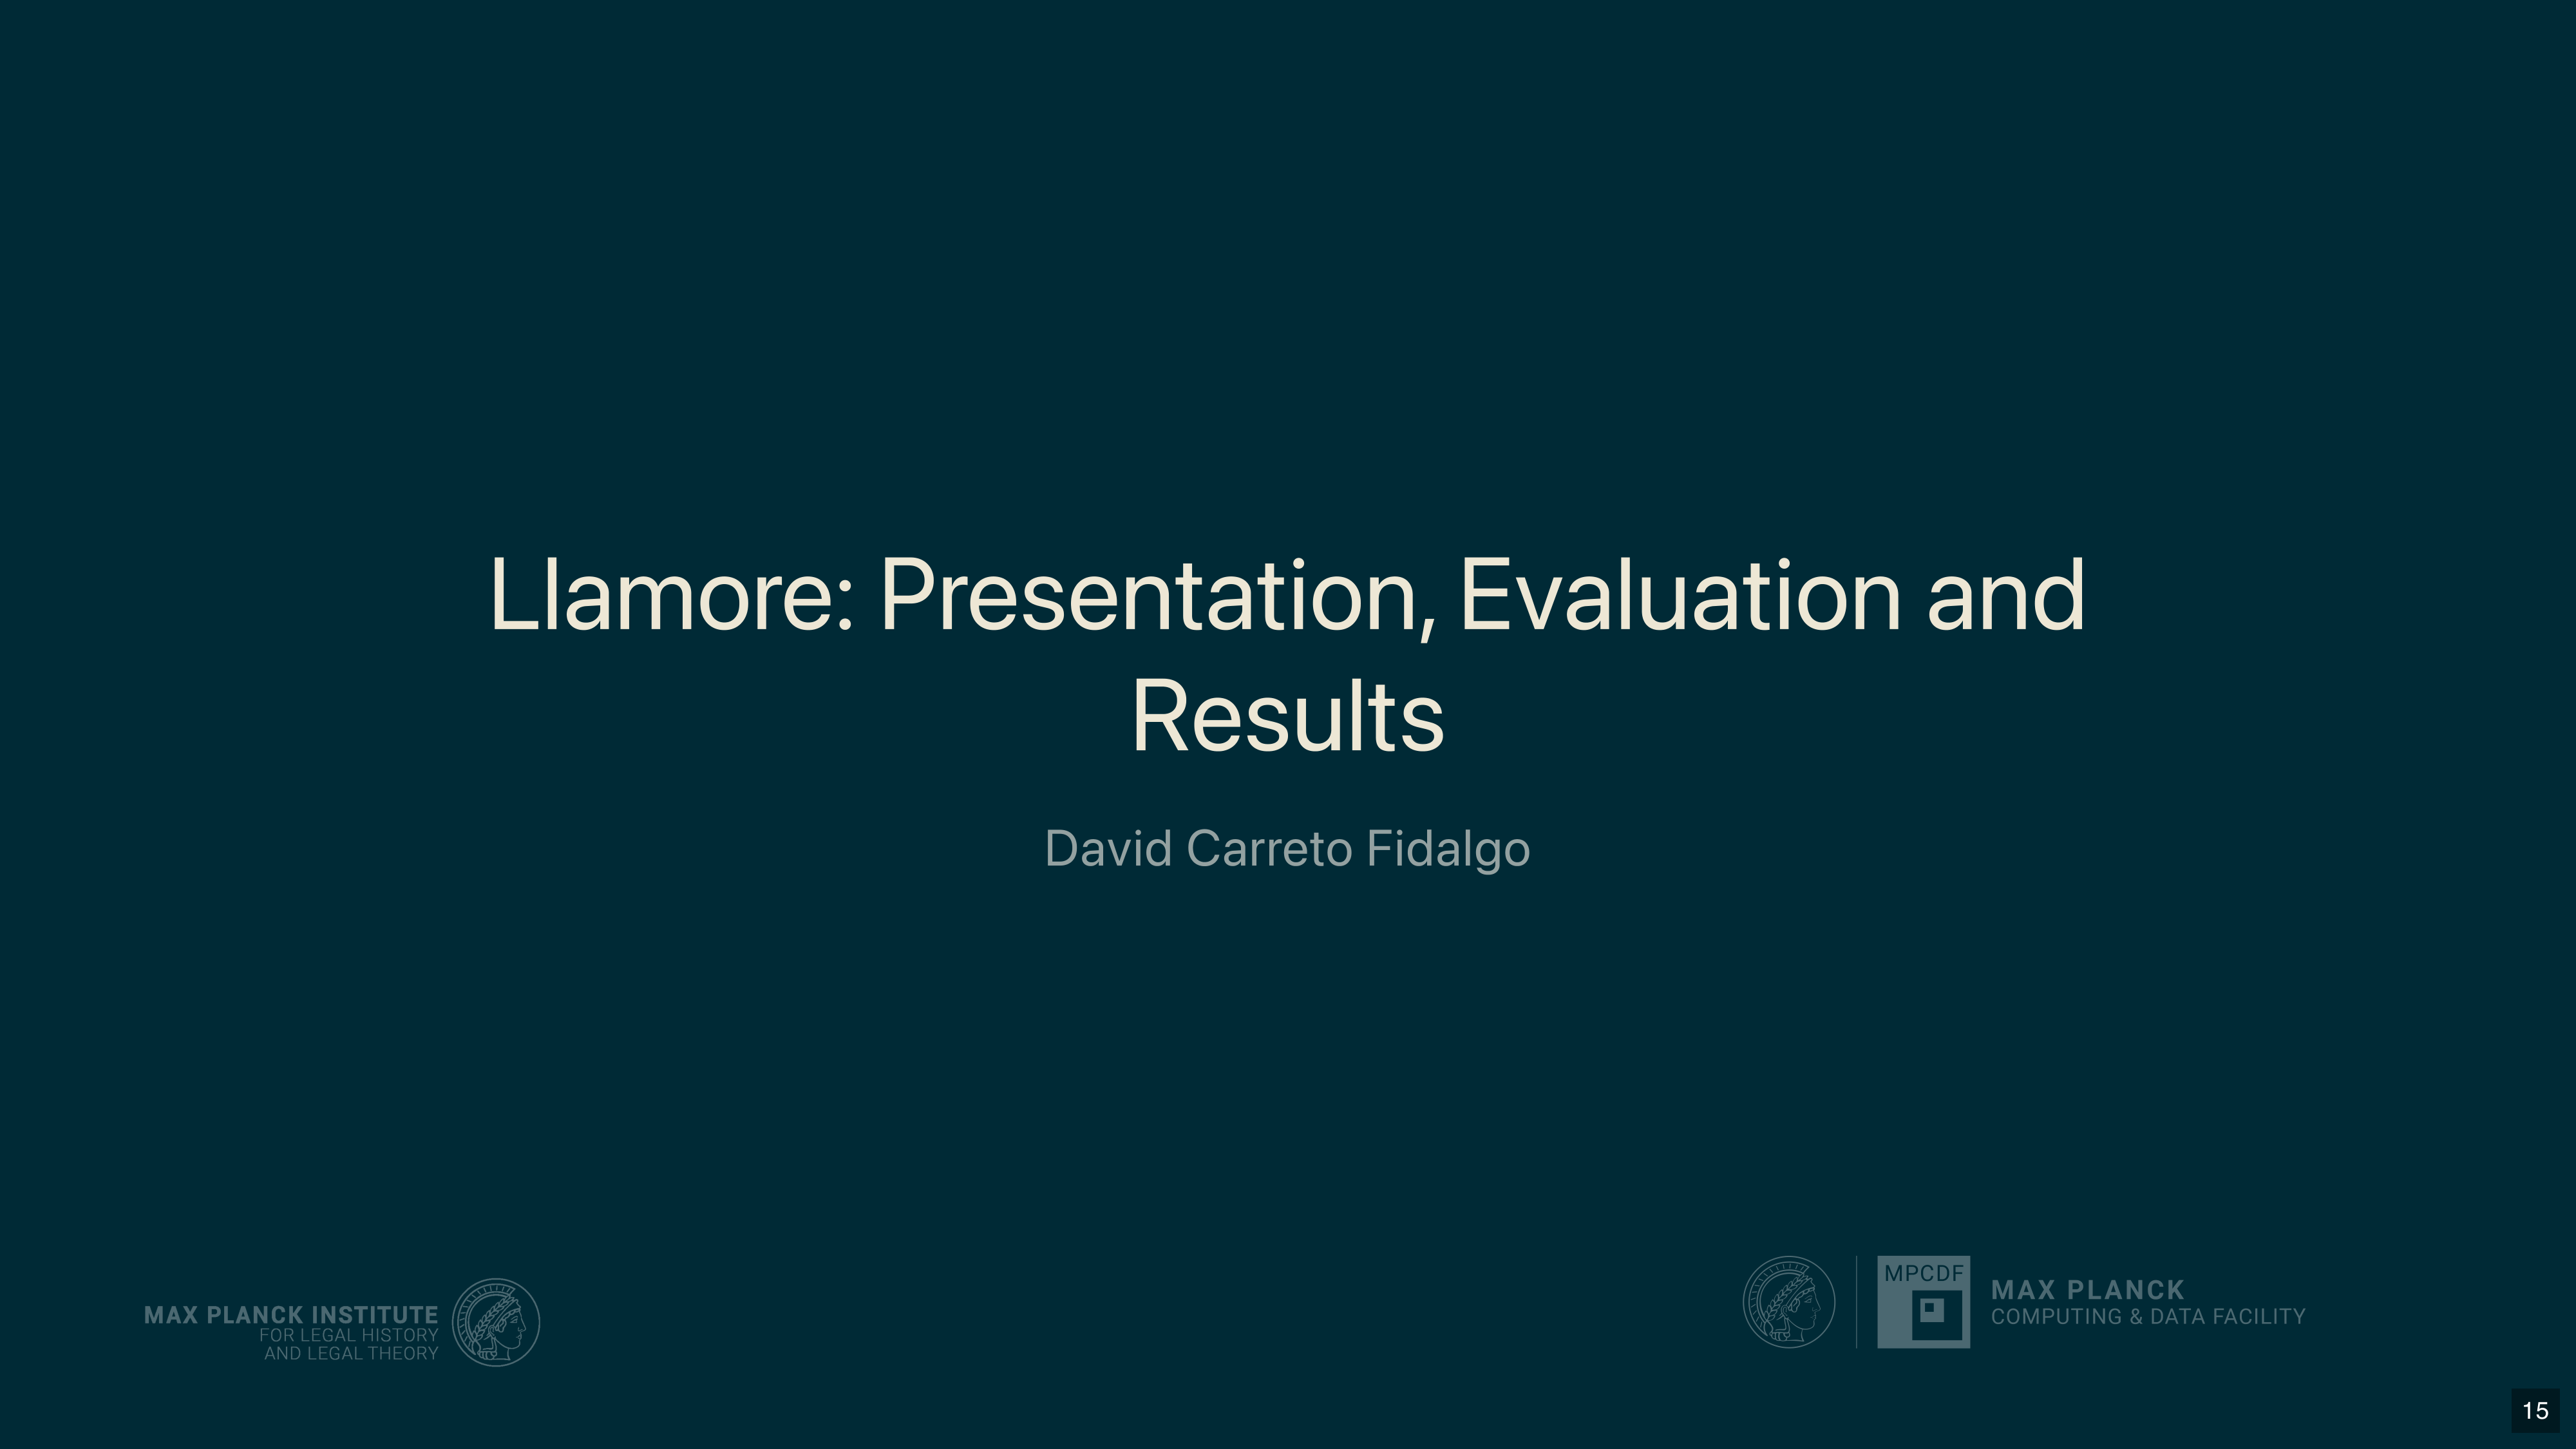 Llamore: Presentation, Evaluation and
Results
David Carreto Fidalgo
MAX PLANCK INSTITUTE
FOR LEGAL HISTORY
AND LEGAL THEORY
MPCDF
MAX PLANCK
COMPUTING & DATA FACILITY
15